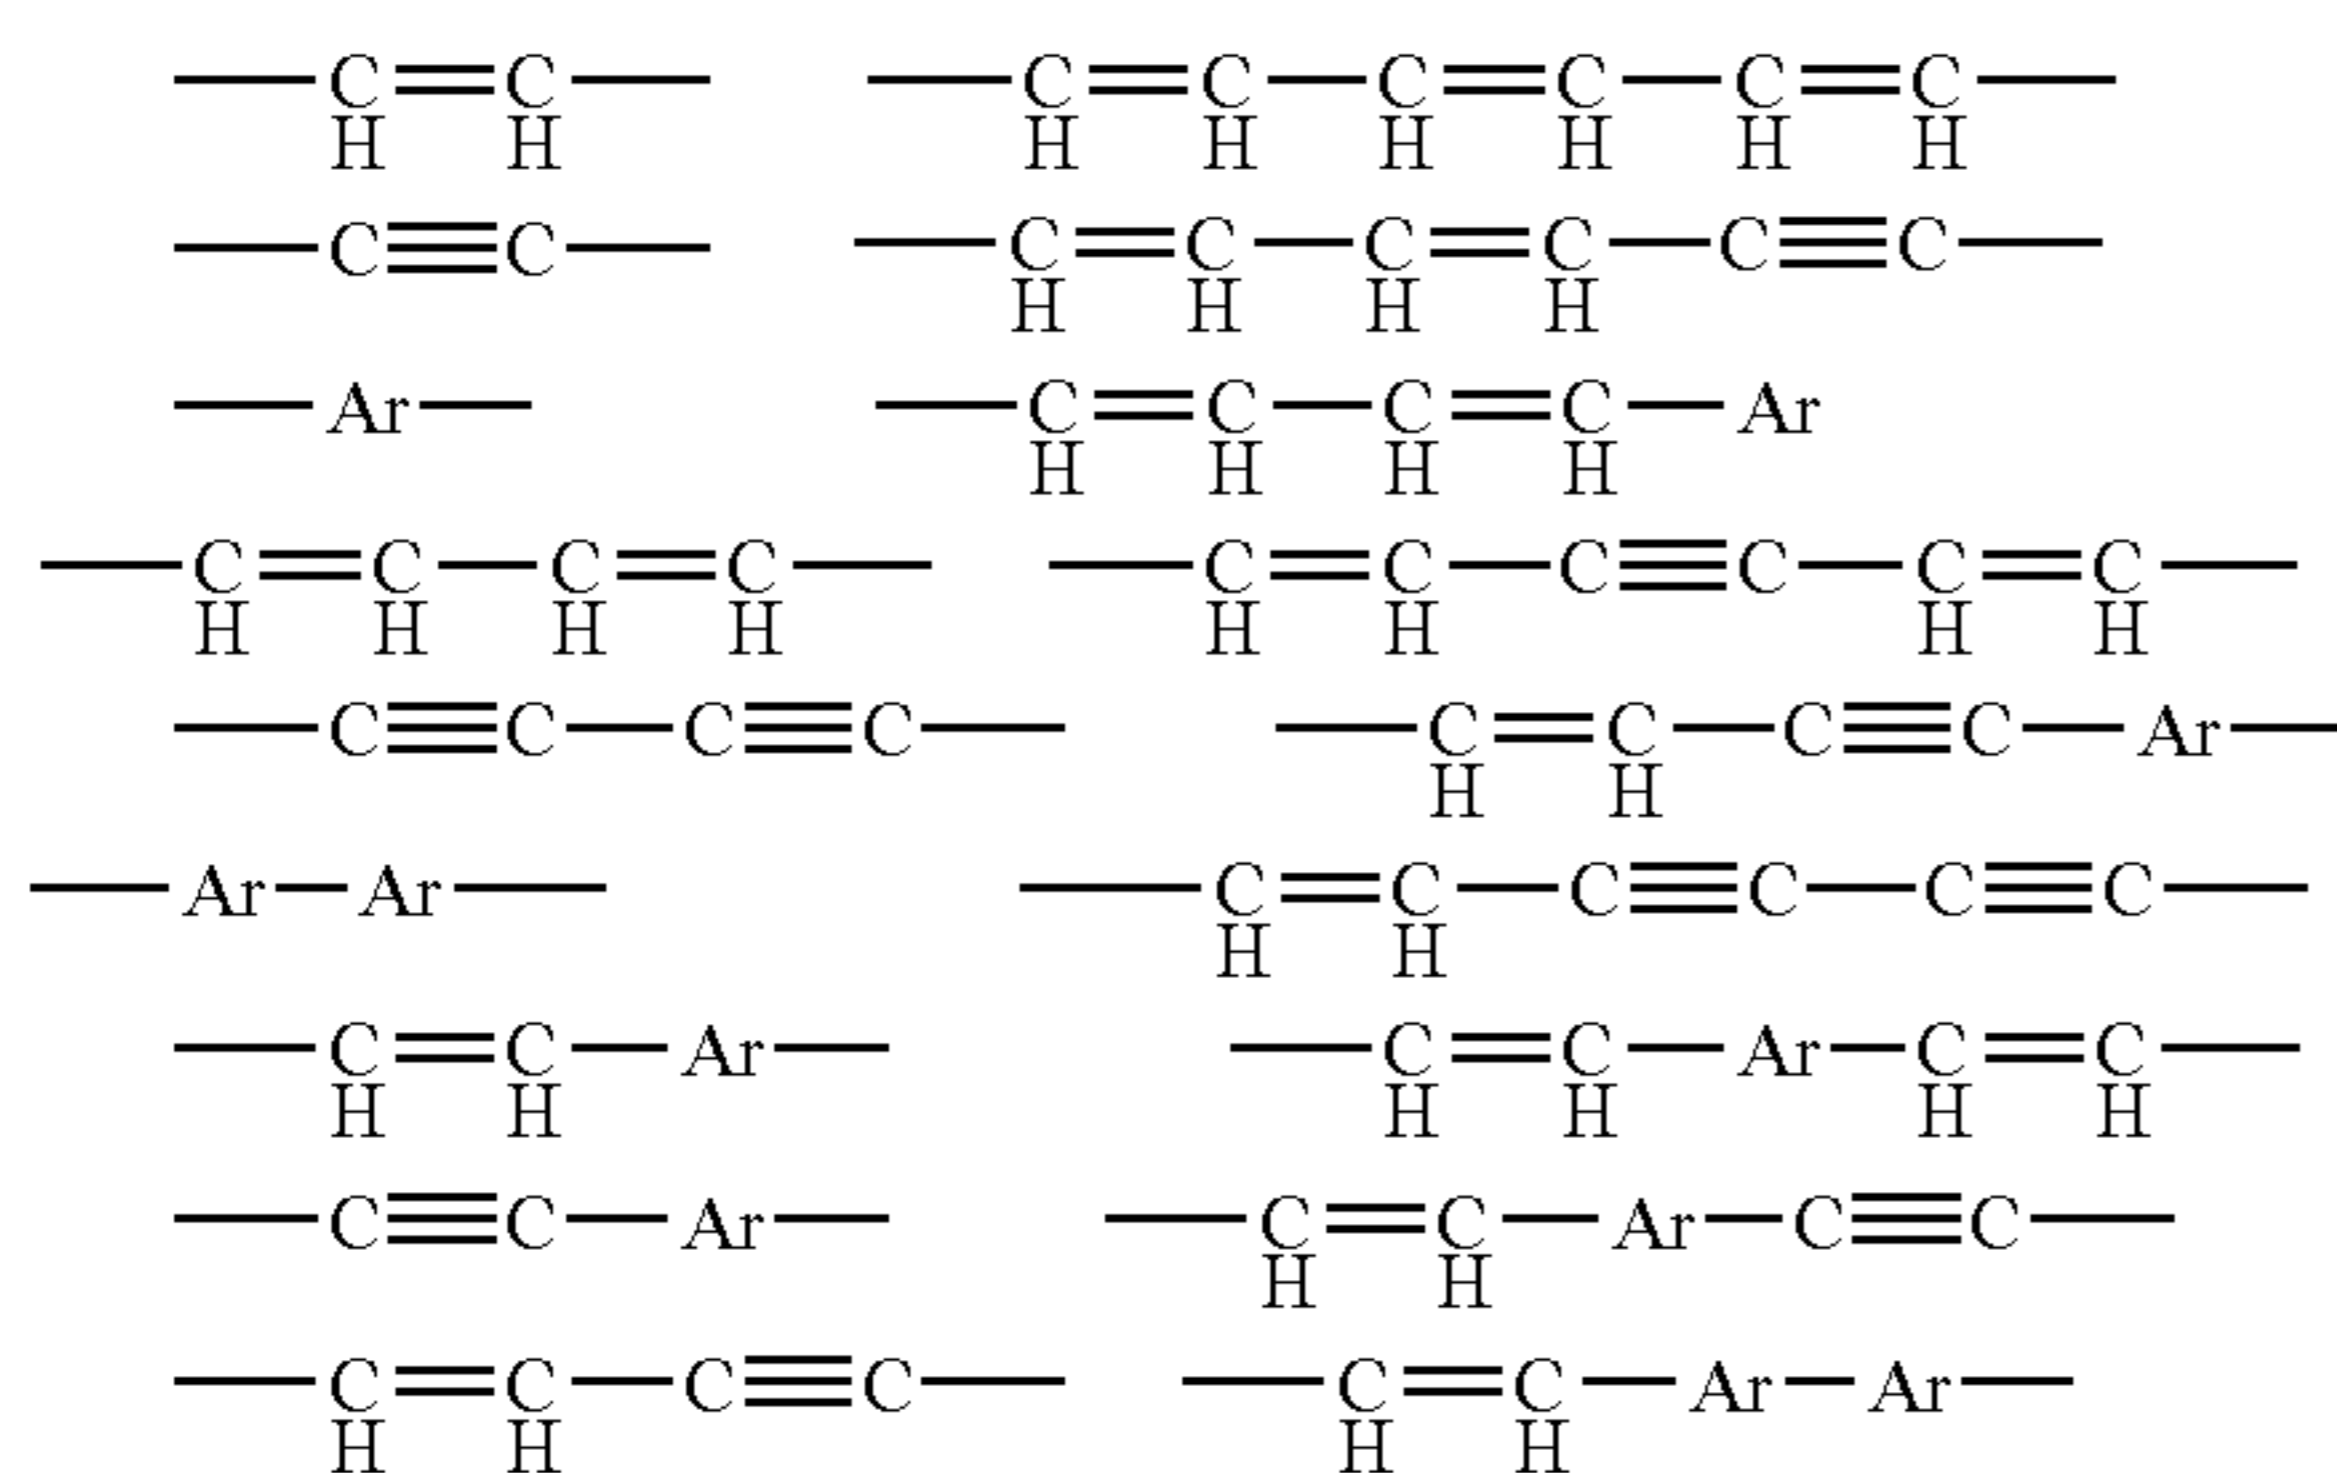 —C=C— —C=C—C=C—C=C—
H H H H H H H H
—C≡C— —C=C—C=C—C≡C—
H H H H
—Ar— —C=C—C=C—Ar
H H H H
—C=C—C=C— —C=C—C≡C—C=C—
H H H H H H H H
—C≡C—C≡C— —C=C—C≡C—Ar—
H H
—Ar—Ar— —C=C—C≡C—C≡C—
H H
—C=C—Ar— —C=C—Ar—C=C—
H H H H H H
—C≡C—Ar— —C=C—Ar—C≡C—
H H
—C=C—C≡C— —C=C—Ar—Ar—
H H H H